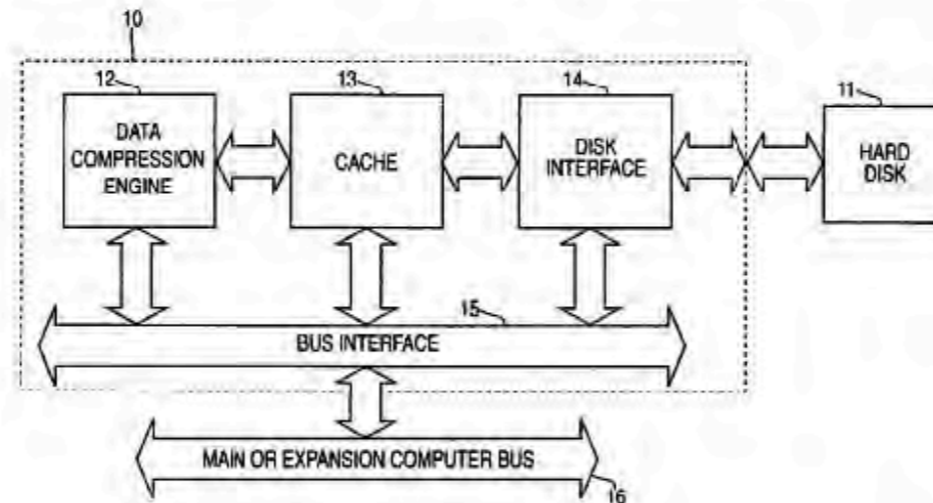 10
12
13
14
11
DATA
COMPRESSION
ENGINE
CACHE
DISK
INTERFACE
HARD
DISK
15
BUS INTERFACE
MAIN OR EXPANSION COMPUTER BUS
16